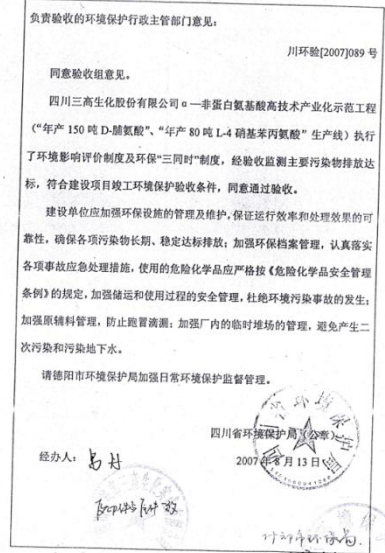 负责验收的环境保护行政主管部门意见：
川环验[2007]089 号
同意验收组意见。
四川三高生化股份有限公司α—非蛋白氨基酸高技术产业化示范工程
（“年产 150 吨 D-脯氨酸”、“年产 80 吨 L-4 硝基苯丙氨酸”生产线）执行
了环境影响评价制度及环保“三同时”制度，经验收监测主要污染物排放达
标，符合建设项目竣工环境保护验收条件，同意通过验收。
建设单位应加强环保设施的管理及维护，保证运行效率和处理效果的可
靠性，确保各项污染物长期、稳定达标排放；加强环保档案管理，认真落实
各项事故应急处理措施，使用的危险化学品应严格按《危险化学品安全管理
条例》的规定，加强储运和使用过程的安全管理，杜绝环境污染事故的发生；
加强原辅料管理，防止跑冒滴漏；加强厂内的临时堆场的管理，避免产生二
次污染和污染地下水。
请德阳市环境保护局加强日常环境保护监督管理。
四川省环境保护局（公章）
经办人：
2007 年 8 月 13 日
四川省环境保护局